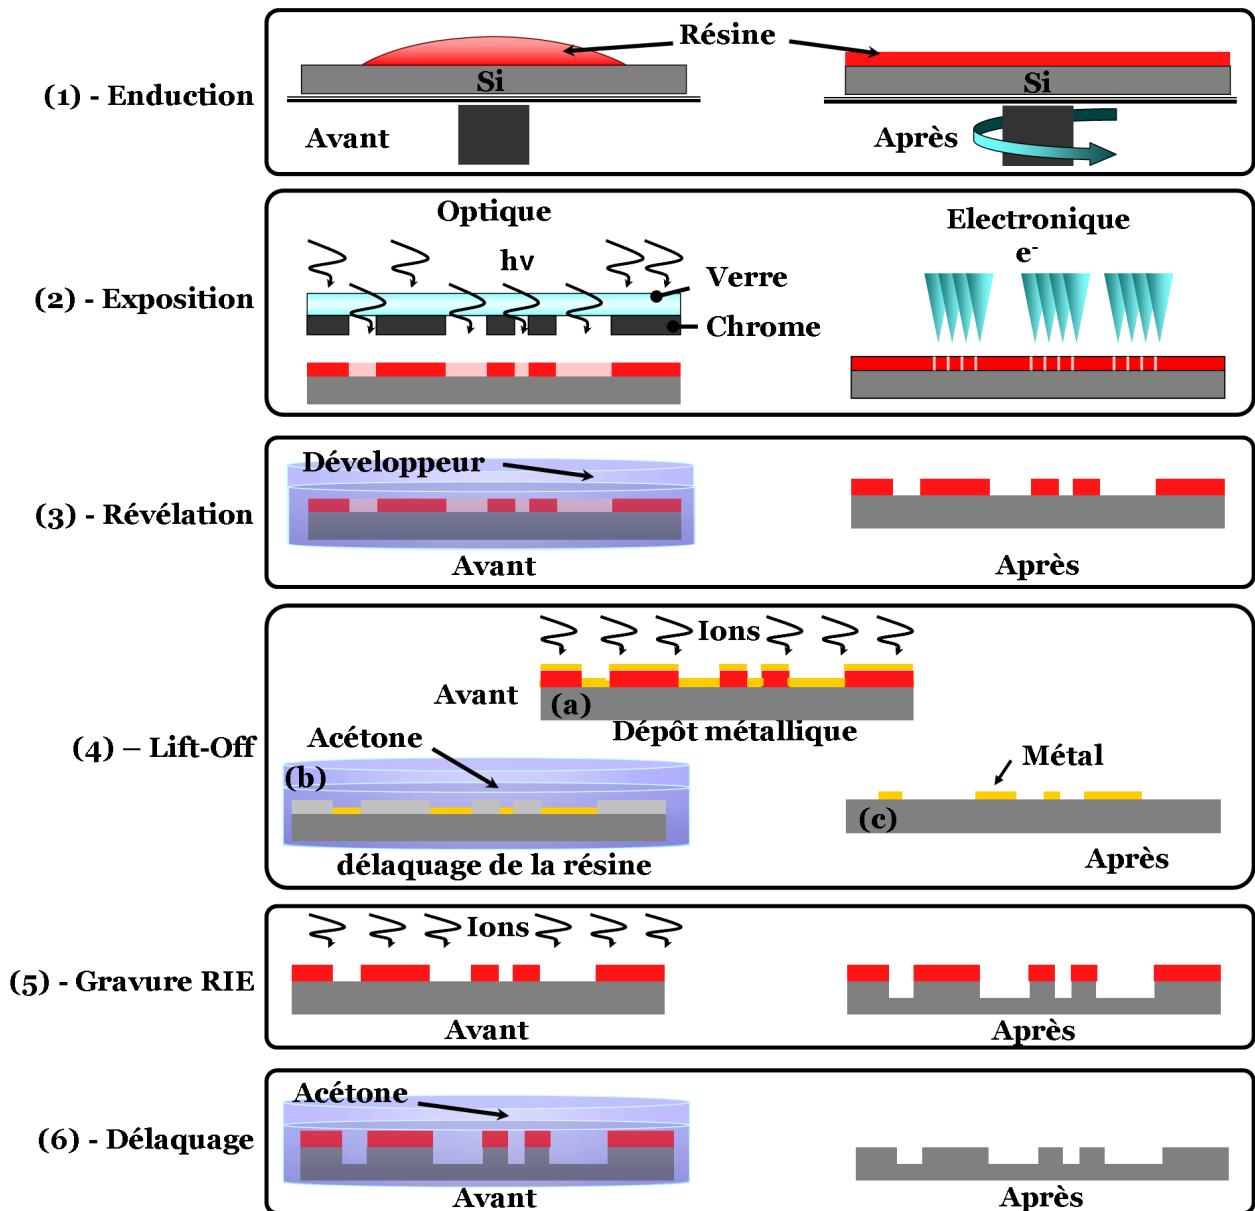 (1) - Enduction
Résine
Si
Si
Avant
Après
(2) - Exposition
Optique
hν
Verre
Chrome
Electronique
e-
(3) - Révélation
Développeur
Avant
Après
(4) – Lift-Off
Ions
Avant
(a)
Dépôt métallique
Acétone
(b)
délaquage de la résine
Métal
(c)
Après
(5) - Gravure RIE
Ions
Avant
Après
(6) - Délaquage
Acétone
Avant
Après